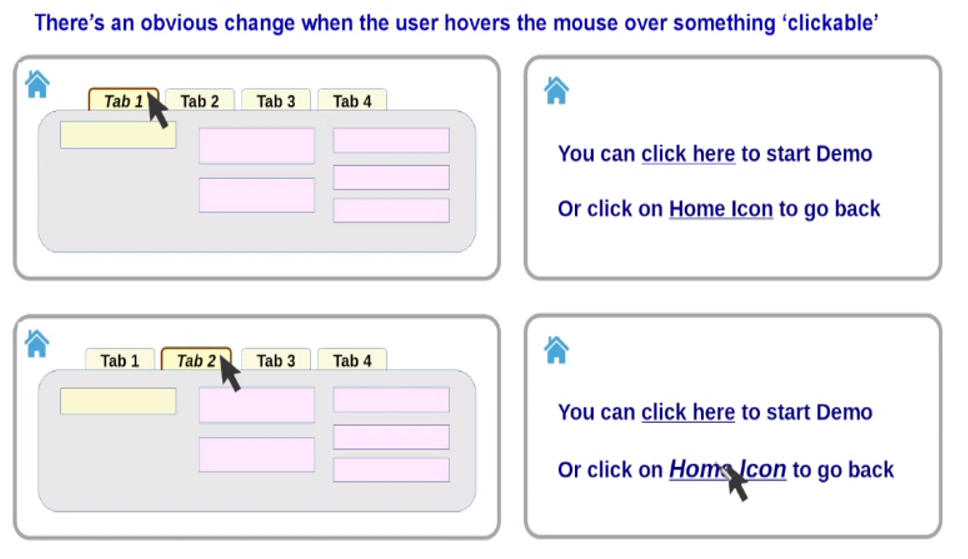 There's an obvious change when the user hovers the mouse over something ‘clickable’
Tab 1 Tab 2 Tab 3 Tab 4
You can click here to start Demo
Or click on Home Icon to go back
Tab 1 Tab 2 Tab 3 Tab 4
You can click here to start Demo
Or click on Home Icon to go back